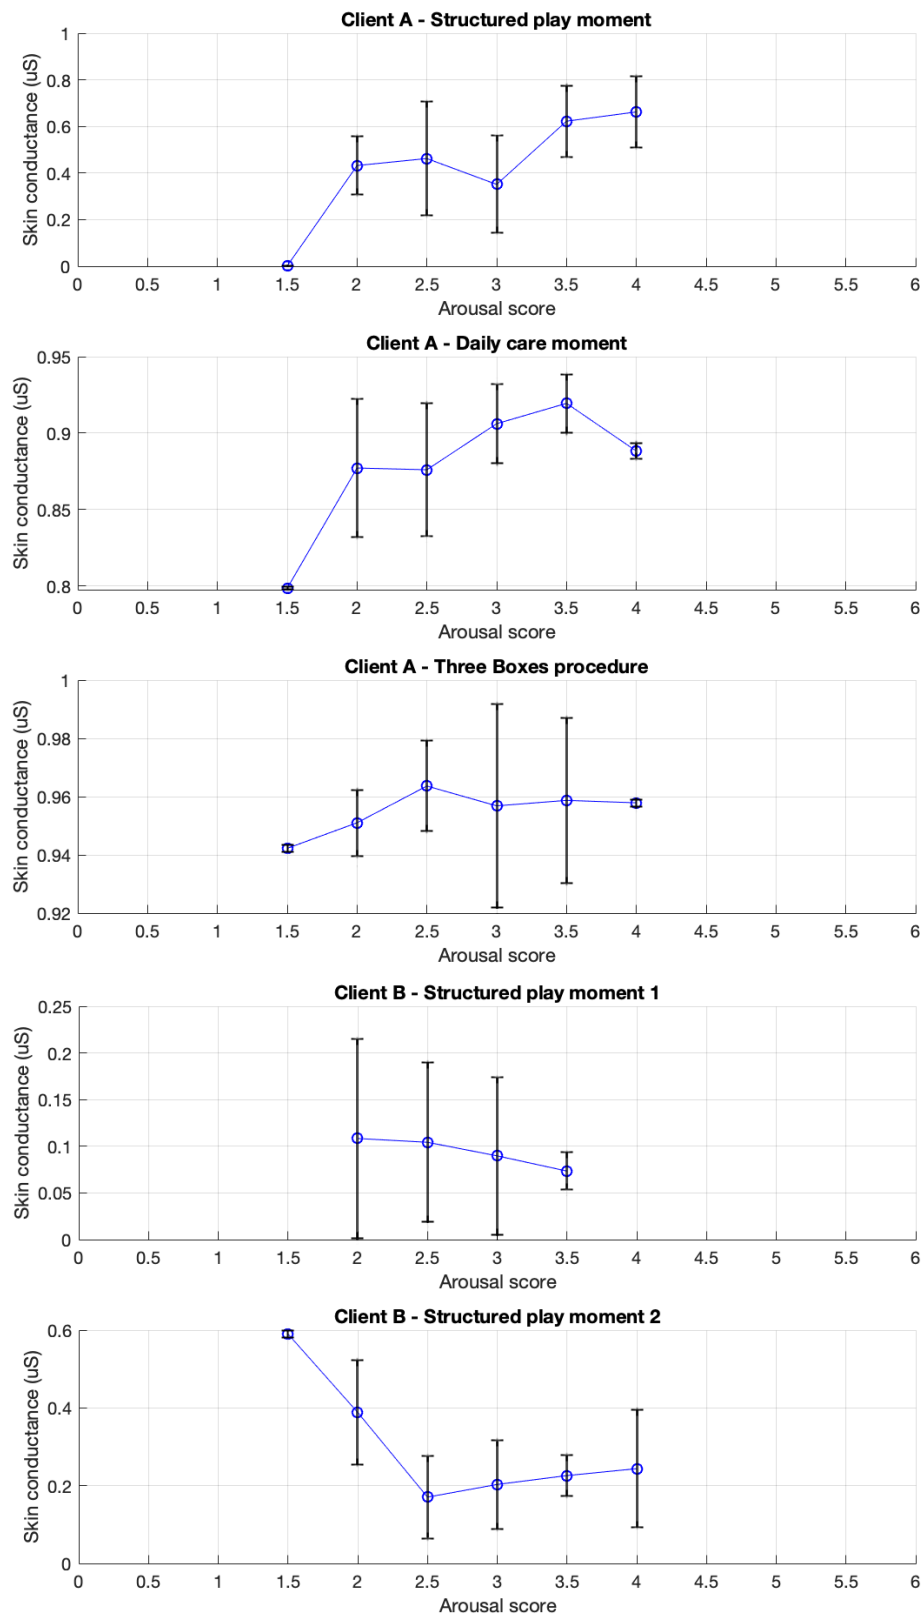 Client A - Structured play moment
Skin conductance (uS)
1
0.8
0.6
0.4
0.2
0
0 0.5 1 1.5 2 2.5 3 3.5 4 4.5 5 5.5 6
Arousal score
Client A - Daily care moment
Skin conductance (uS)
0.95
0.9
0.85
0.8
0 0.5 1 1.5 2 2.5 3 3.5 4 4.5 5 5.5 6
Arousal score
Client A - Three Boxes procedure
Skin conductance (uS)
1
0.98
0.96
0.94
0.92
0 0.5 1 1.5 2 2.5 3 3.5 4 4.5 5 5.5 6
Arousal score
Client B - Structured play moment 1
Skin conductance (uS)
0.25
0.2
0.15
0.1
0.05
0
0 0.5 1 1.5 2 2.5 3 3.5 4 4.5 5 5.5 6
Arousal score
Client B - Structured play moment 2
Skin conductance (uS)
0.6
0.4
0.2
0
0 0.5 1 1.5 2 2.5 3 3.5 4 4.5 5 5.5 6
Arousal score